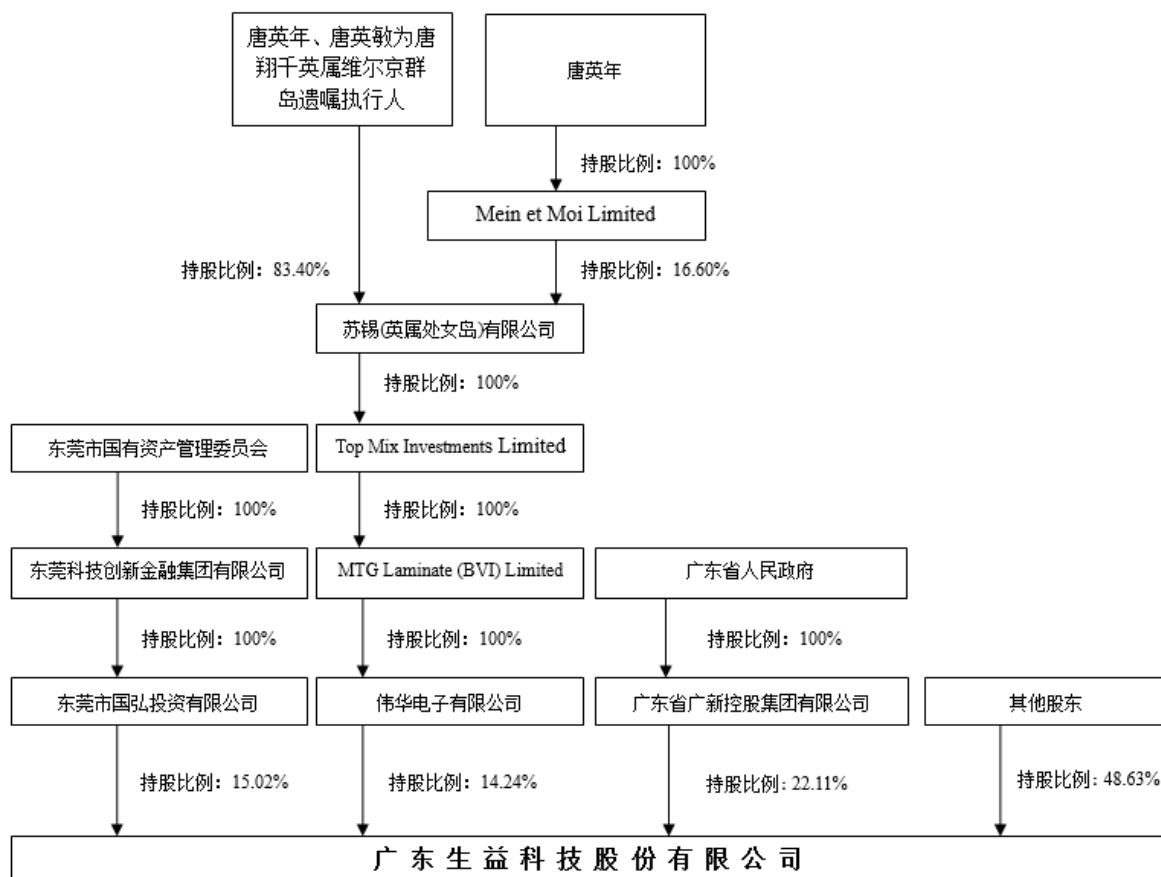 唐英年、唐英敏为唐
翔千英属维尔京群
岛遗嘱执行人
唐英年
持股比例：100%
Mein et Moi Limited
持股比例：83.40%
持股比例：16.60%
苏锡(英属处女岛)有限公司
持股比例：100%
东莞市国有资产管理委员会
Top Mix Investments Limited
持股比例：100%
持股比例：100%
东莞科技创新金融集团有限公司
MTG Laminate (BVI) Limited
广东省人民政府
持股比例：100%
持股比例：100%
持股比例：100%
东莞市国弘投资有限公司
伟华电子有限公司
广东省广新控股集团有限公司
其他股东
持股比例：15.02%
持股比例：14.24%
持股比例：22.11%
持股比例：48.63%
广东生益科技股份有限公司